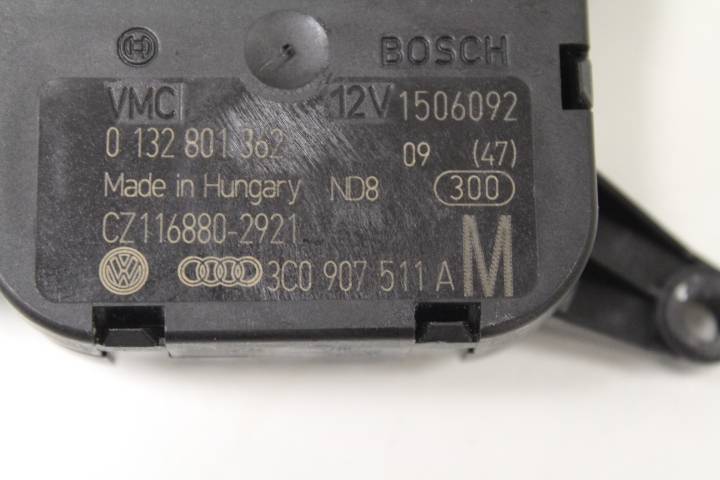 BOSCH
VMC 12V 1506092
0 132 801 362 09 (47)
Made in Hungary ND8 300
CZ116880-2921
3C0 907 511 A M